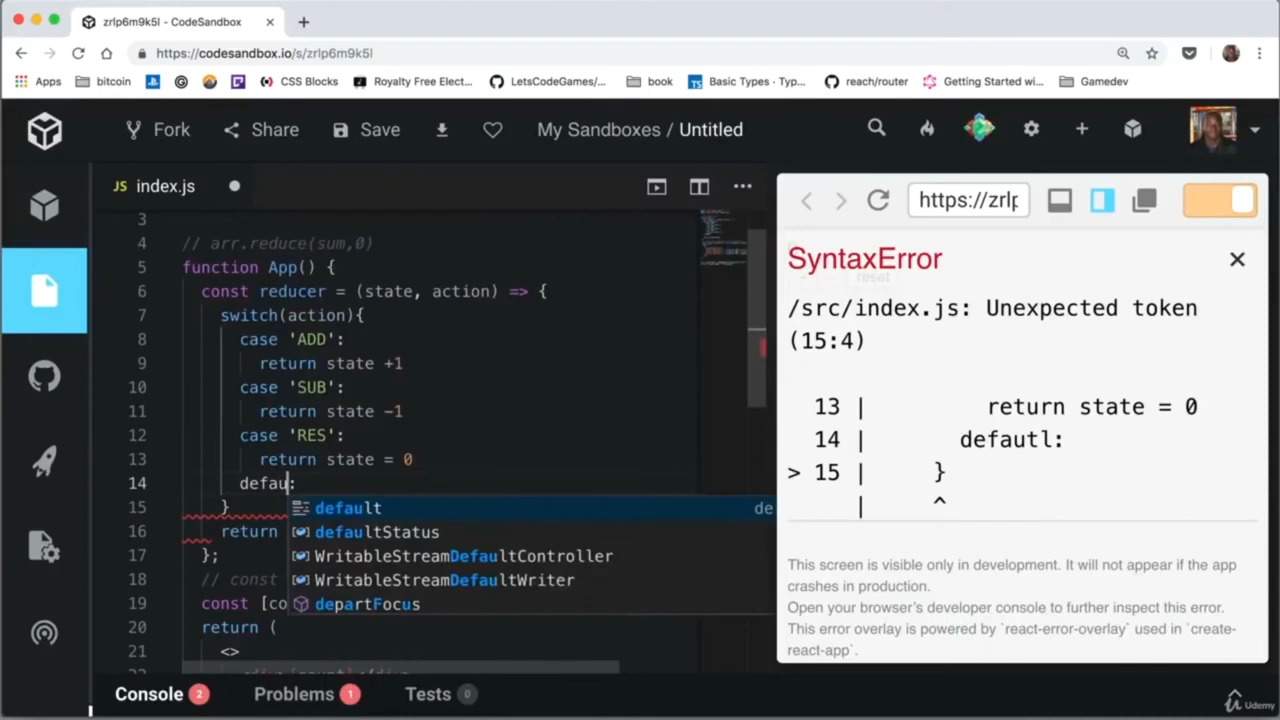 zrlp6m9k5l - CodeSandbox
https://codesandbox.io/s/zrlp6m9k5l
Apps bitcoin CSS Blocks Royalty Free Elect... LetsCodeGames/... book Basic Types · Typ... reach/router Getting Started wi... Gamedev
Fork Share Save My Sandboxes / Untitled
JS index.js
3
4 // arr.reduce(sum,0)
5 function App() {
6 const reducer = (state, action) => {
7 switch(action){
8 case 'ADD':
9 return state +1
10 case 'SUB':
11 return state -1
12 case 'RES':
13 return state = 0
14 defau:
15 }
16 return
17 };
18 // const
19 const [co
20 return (
21 <>
default de
defaultStatus
WritableStreamDefaultController
WritableStreamDefaultWriter
departFocus
https://zrlp
SyntaxError
reset
/src/index.js: Unexpected token
(15:4)
13 | return state = 0
14 | defautl:
> 15 | }
| ^
This screen is visible only in development. It will not appear if the app
crashes in production.
Open your browser's developer console to further inspect this error.
This error overlay is powered by `react-error-overlay` used in `create-
react-app`.
Console 2 Problems 1 Tests 0
Udemy